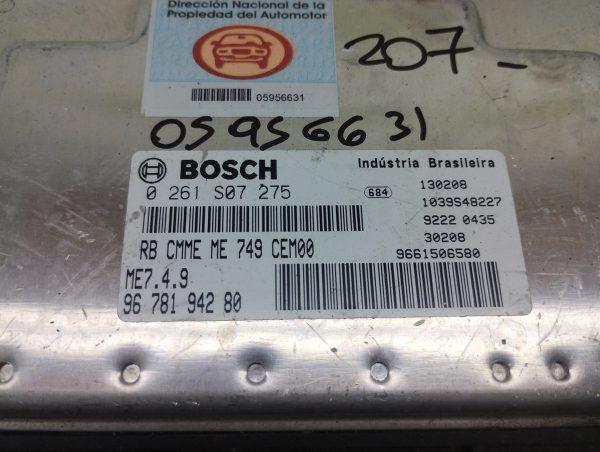 Dirección Nacional de la
Propiedad del Automotor
05956631
207-
05956631
BOSCH
Indústria Brasileira
0 261 S07 275
684
130208
1039S48227
9222 0435
RB CMME ME 749 CEM00
30208
9661506580
ME7.4.9
96 781 942 80